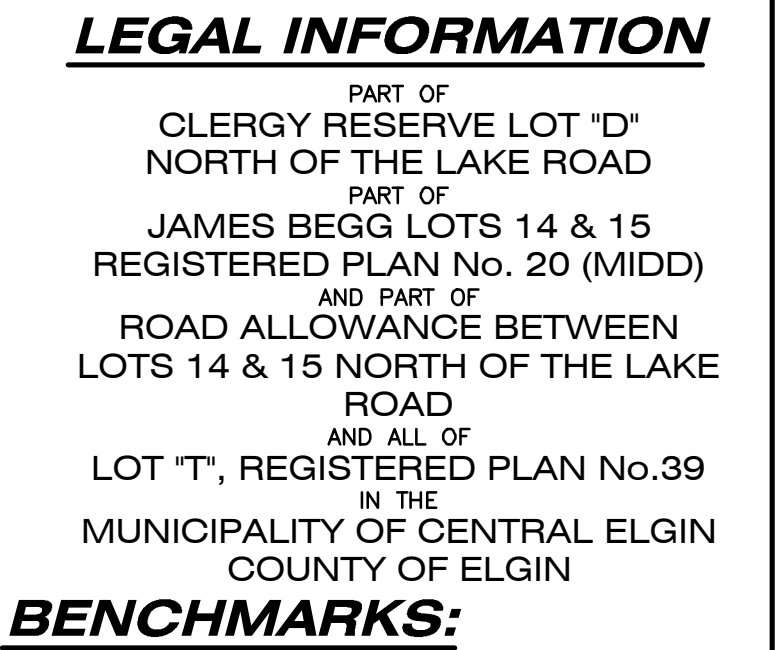 LEGAL INFORMATION
PART OF
CLERGY RESERVE LOT "D"
NORTH OF THE LAKE ROAD
PART OF
JAMES BEGG LOTS 14 & 15
REGISTERED PLAN No. 20 (MIDD)
AND PART OF
ROAD ALLOWANCE BETWEEN
LOTS 14 & 15 NORTH OF THE LAKE
ROAD
AND ALL OF
LOT "T", REGISTERED PLAN No.39
IN THE
MUNICIPALITY OF CENTRAL ELGIN
COUNTY OF ELGIN
BENCHMARKS: